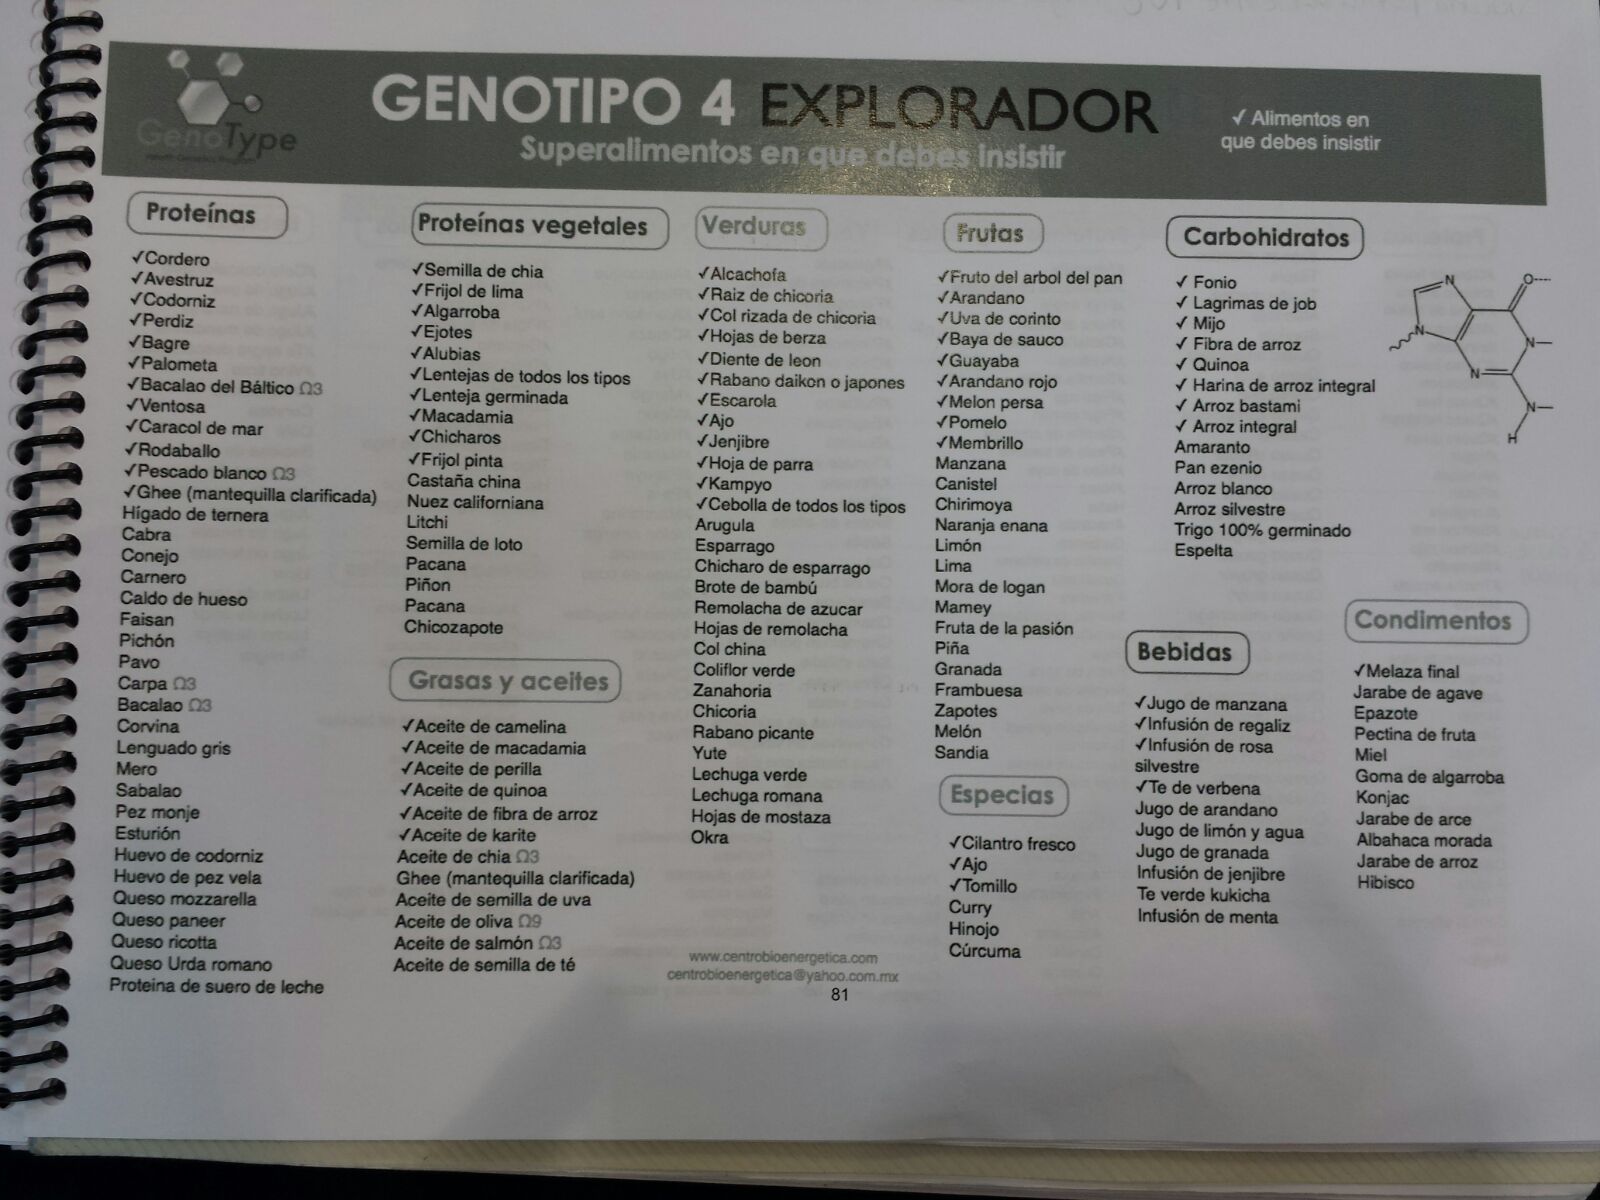 GenoType
GENOTIPO 4 EXPLORADOR
Superalimentos en que debes insistir
✓ Alimentos en
que debes insistir
Proteínas
✓Cordero
✓Avestruz
✓Codorniz
✓Perdiz
✓Bagre
✓Palometa
✓Bacalao del Báltico Ω3
✓Ventosa
✓Caracol de mar
✓Rodaballo
✓Pescado blanco Ω3
✓Ghee (mantequilla clarificada)
Hígado de ternera
Cabra
Conejo
Carnero
Caldo de hueso
Faisan
Pichón
Pavo
Carpa Ω3
Bacalao Ω3
Corvina
Lenguado gris
Mero
Sabalao
Pez monje
Esturión
Huevo de codorniz
Huevo de pez vela
Queso mozzarella
Queso paneer
Queso ricotta
Queso Urda romano
Proteina de suero de leche
Proteínas vegetales
✓Semilla de chia
✓Frijol de lima
✓Algarroba
✓Ejotes
✓Alubias
✓Lentejas de todos los tipos
✓Lenteja germinada
✓Macadamia
✓Chicharos
✓Frijol pinta
Castaña china
Nuez californiana
Litchi
Semilla de loto
Pacana
Piñon
Pacana
Chicozapote
Grasas y aceites
✓Aceite de camelina
✓Aceite de macadamia
✓Aceite de perilla
✓Aceite de quinoa
✓Aceite de fibra de arroz
✓Aceite de karite
Aceite de chia Ω3
Ghee (mantequilla clarificada)
Aceite de semilla de uva
Aceite de oliva Ω9
Aceite de salmón Ω3
Aceite de semilla de té
Verduras
✓Alcachofa
✓Raiz de chicoria
✓Col rizada de chicoria
✓Hojas de berza
✓Diente de leon
✓Rabano daikon o japones
✓Escarola
✓Ajo
✓Jenjibre
✓Hoja de parra
✓Kampyo
✓Cebolla de todos los tipos
Arugula
Esparrago
Chicharo de esparrago
Brote de bambú
Remolacha de azucar
Hojas de remolacha
Col china
Coliflor verde
Zanahoria
Chicoria
Rabano picante
Yute
Lechuga verde
Lechuga romana
Hojas de mostaza
Okra
Frutas
✓Fruto del arbol del pan
✓Arandano
✓Uva de corinto
✓Baya de sauco
✓Guayaba
✓Arandano rojo
✓Melon persa
✓Pomelo
✓Membrillo
Manzana
Canistel
Chirimoya
Naranja enana
Limón
Lima
Mora de logan
Mamey
Fruta de la pasión
Piña
Granada
Frambuesa
Zapotes
Melón
Sandia
Especias
✓Cilantro fresco
✓Ajo
✓Tomillo
Curry
Hinojo
Cúrcuma
Carbohidratos
✓ Fonio
✓ Lagrimas de job
✓ Mijo
✓ Fibra de arroz
✓ Quinoa
✓ Harina de arroz integral
✓ Arroz bastami
✓ Arroz integral
Amaranto
Pan ezenio
Arroz blanco
Arroz silvestre
Trigo 100% germinado
Espelta
N
O
N
N
N
N
H
Bebidas
✓Jugo de manzana
✓Infusión de regaliz
✓Infusión de rosa
silvestre
✓Te de verbena
Jugo de arandano
Jugo de limón y agua
Jugo de granada
Infusión de jenjibre
Te verde kukicha
Infusión de menta
Condimentos
✓Melaza final
Jarabe de agave
Epazote
Pectina de fruta
Miel
Goma de algarroba
Konjac
Jarabe de arce
Albahaca morada
Jarabe de arroz
Hibisco
www.centrobioenergetica.com
centrobioenergetica@yahoo.com.mx
81